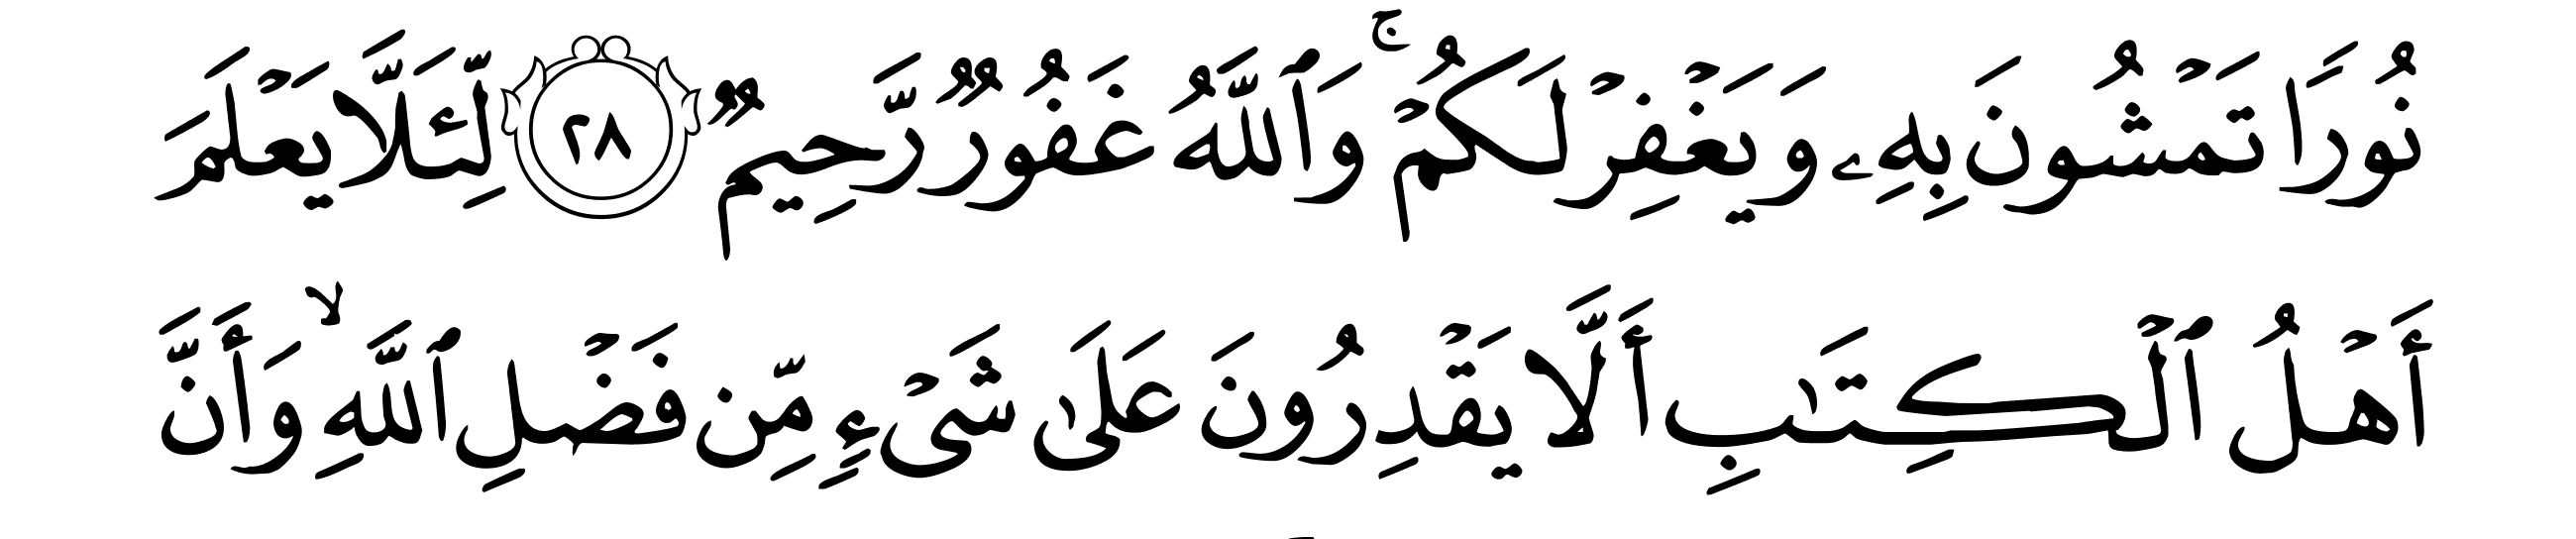 نُورًا تَمْشُونَ بِهِۦ وَيَغْفِرْ لَكُمْ ۚ وَٱللَّهُ غَفُورٌ رَّحِيمٌ ٢٨ لِّئَلَّا يَعْلَمَ
أَهْلُ ٱلْكِتَٰبِ أَلَّا يَقْدِرُونَ عَلَىٰ شَىْءٍ مِّن فَضْلِ ٱللَّهِ ۙ وَأَنَّ